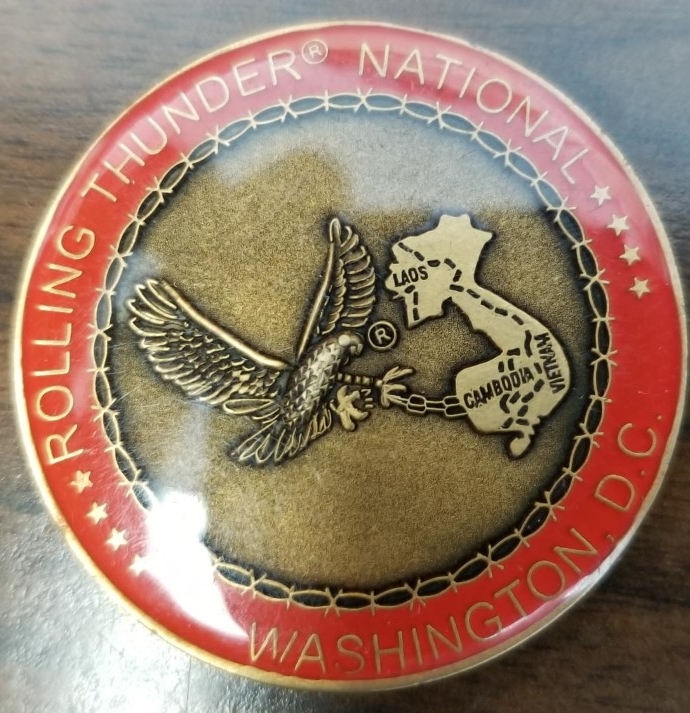 ROLLING THUNDER® NATIONAL
LAOS
®
CAMBODIA
VIETNAM
WASHINGTON, D.C.